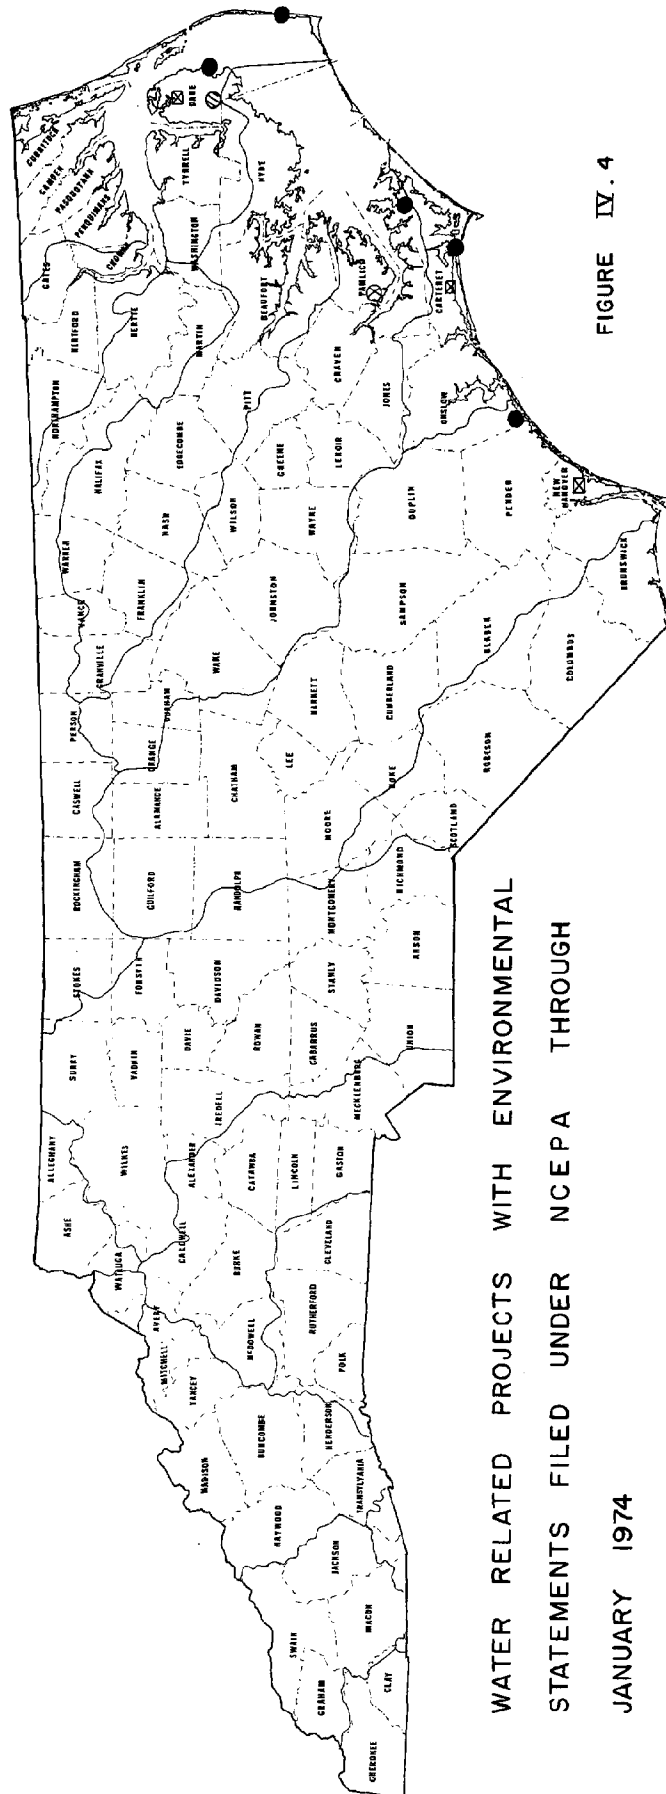 CHEROKEE
GRAHAM
CLAY
SWAIN
MACON
JACKSON
HAYWOOD
TRANSYLVANIA
MADISON
BUNCOMBE
HENDERSON
YANCEY
MITCHELL
AVERY
McDOWELL
POLK
RUTHERFORD
WATAUGA
CALDWELL
BURKE
CLEVELAND
ASHE
ALLEGHANY
WILKES
ALEXANDER
CATAWBA
LINCOLN
GASTON
SURRY
YADKIN
IREDELL
DAVIE
ROWAN
CABARRUS
MECKLENBURG
UNION
STOKES
FORSYTH
DAVIDSON
STANLY
ANSON
ROCKINGHAM
GUILFORD
RANDOLPH
MONTGOMERY
RICHMOND
CASWELL
ALAMANCE
CHATHAM
MOORE
SCOTLAND
PERSON
ORANGE
DURHAM
LEE
HOKE
ROBESON
GRANVILLE
VANCE
WAKE
HARNETT
CUMBERLAND
BLADEN
COLUMBUS
WARREN
FRANKLIN
JOHNSTON
SAMPSON
BRUNSWICK
HALIFAX
NASH
WILSON
WAYNE
DUPLIN
PENDER
NEW
HANOVER
NORTHAMPTON
EDGECOMBE
GREENE
LENOIR
ONSLOW
HERTFORD
BERTIE
MARTIN
PITT
CRAVEN
JONES
GATES
CHOWAN
WASHINGTON
BEAUFORT
PAMLICO
CARTERET
PERQUIMANS
PASQUOTANK
CAMDEN
CURRITUCK
TYRRELL
HYDE
DARE
WATER RELATED PROJECTS WITH ENVIRONMENTAL
STATEMENTS FILED UNDER NCEPA THROUGH
JANUARY 1974
FIGURE IV.4